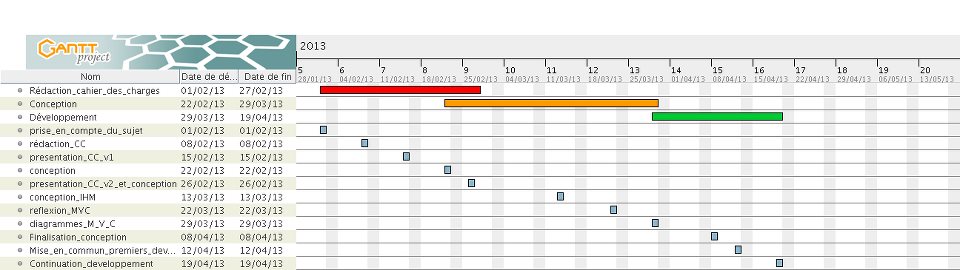 GANTT project
2013
5 6 7 8 9 10 11 12 13 14 15 16 17 18 19 20
28/01/13 04/02/13 11/02/13 18/02/13 25/02/13 04/03/13 11/03/13 18/03/13 25/03/13 01/04/13 08/04/13 15/04/13 22/04/13 29/04/13 06/05/13 13/05/13
Nom Date de dé... Date de fin
Rédaction_cahier_des_charges 01/02/13 27/02/13
Conception 22/02/13 29/03/13
Développement 29/03/13 19/04/13
prise_en_compte_du_sujet 01/02/13 01/02/13
rédaction_CC 08/02/13 08/02/13
presentation_CC_v1 15/02/13 15/02/13
conception 22/02/13 22/02/13
presentation_CC_v2_et_conception 26/02/13 26/02/13
conception_IHM 13/03/13 13/03/13
reflexion_MVC 22/03/13 22/03/13
diagrammes_M_V_C 29/03/13 29/03/13
Finalisation_conception 08/04/13 08/04/13
Mise_en_commun_premiers_dev... 12/04/13 12/04/13
Continuation_developpement 19/04/13 19/04/13